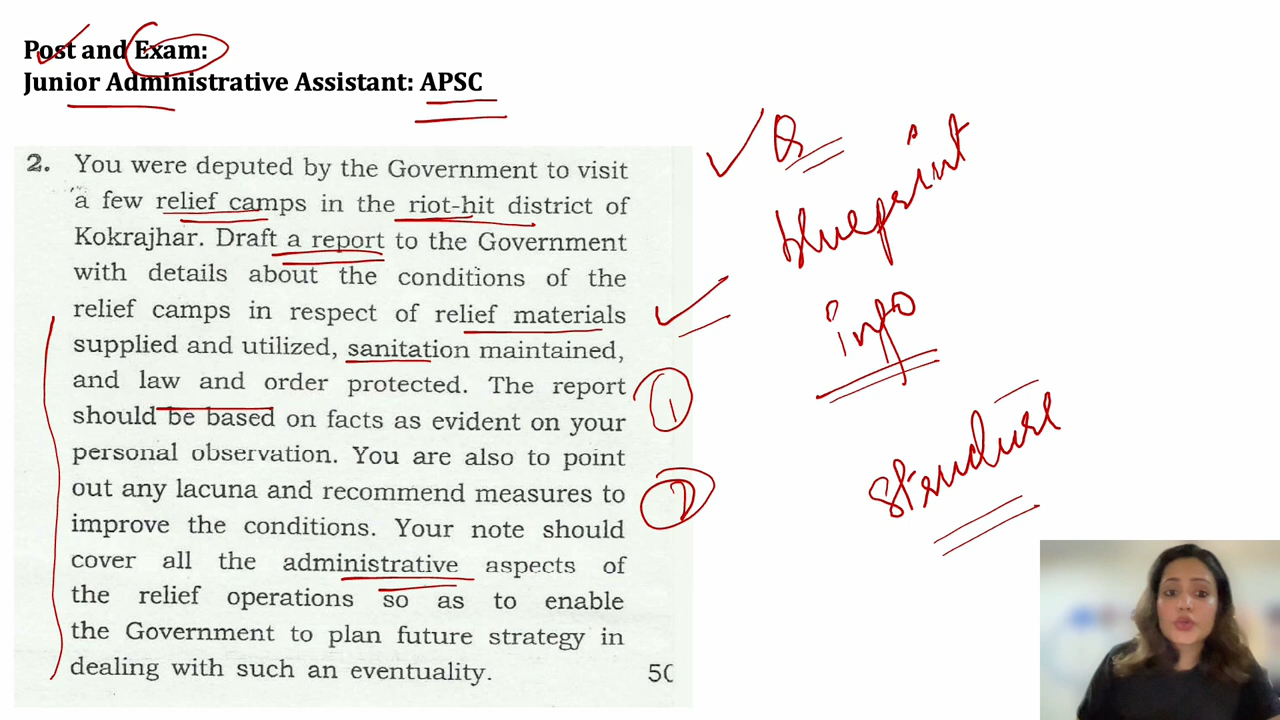 Post and Exam:
Junior Administrative Assistant: APSC
2. You were deputed by the Government to visit
a few relief camps in the riot-hit district of
Kokrajhar. Draft a report to the Government
with details about the conditions of the
relief camps in respect of relief materials
supplied and utilized, sanitation maintained,
and law and order protected. The report
should be based on facts as evident on your
personal observation. You are also to point
out any lacuna and recommend measures to
improve the conditions. Your note should
cover all the administrative aspects of
the relief operations so as to enable
the Government to plan future strategy in
dealing with such an eventuality. 50
Q
blueprint
info
structure
1
2